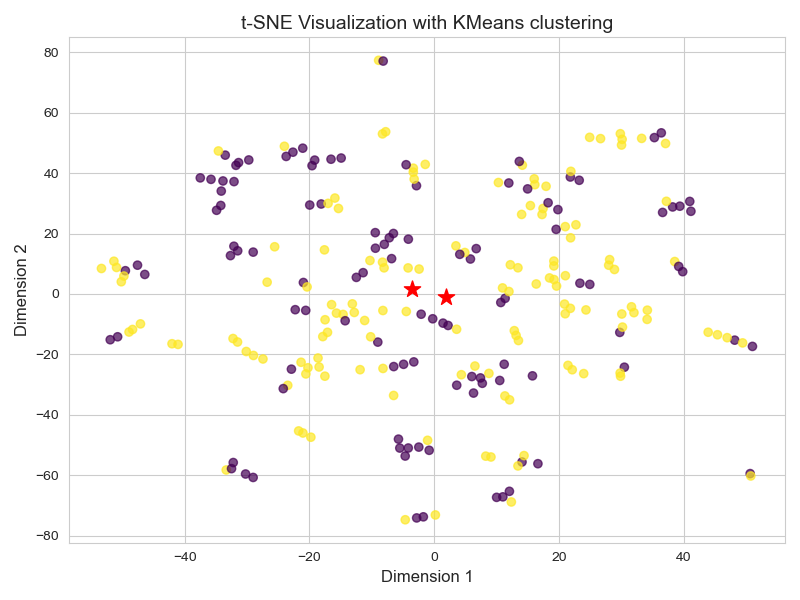 t-SNE Visualization with KMeans clustering
80
60
40
20
0
−20
−40
−60
−80
Dimension 2
−40 −20 0 20 40
Dimension 1